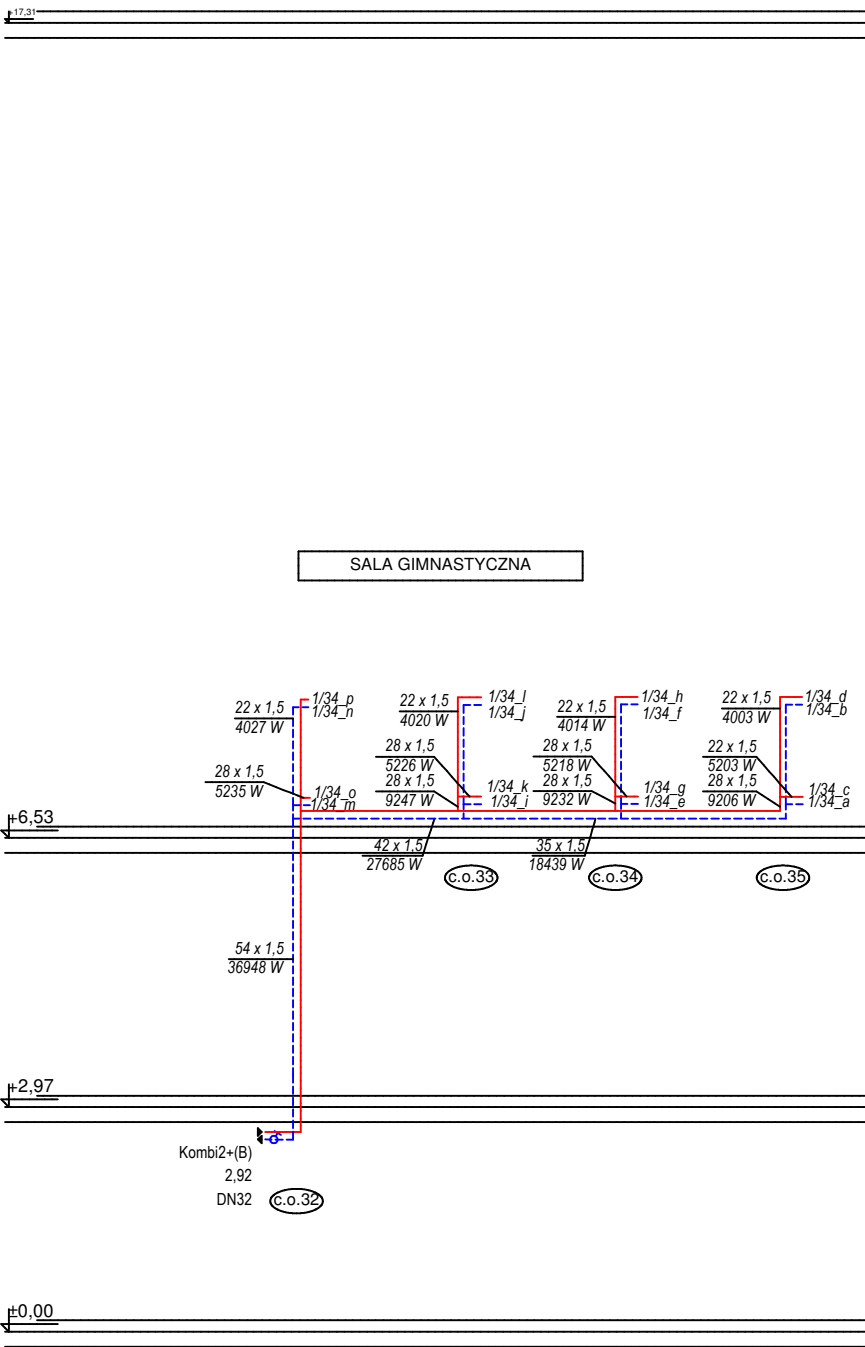 +17,31
SALA GIMNASTYCZNA
22 x 1,5
4027 W
1/34_p
1/34_n
22 x 1,5
4020 W
1/34_l
1/34_j
22 x 1,5
4014 W
1/34_h
1/34_f
22 x 1,5
4003 W
1/34_d
1/34_b
28 x 1,5
5235 W
1/34_o
1/34_m
28 x 1,5
5226 W
28 x 1,5
9247 W
1/34_k
1/34_i
28 x 1,5
5218 W
28 x 1,5
9232 W
1/34_g
1/34_e
22 x 1,5
5203 W
28 x 1,5
9206 W
1/34_c
1/34_a
+6,53
42 x 1,5
27685 W
35 x 1,5
18439 W
c.o.33
c.o.34
c.o.35
54 x 1,5
36948 W
+2,97
Kombi2+(B)
2,92
DN32
c.o.32
±0,00